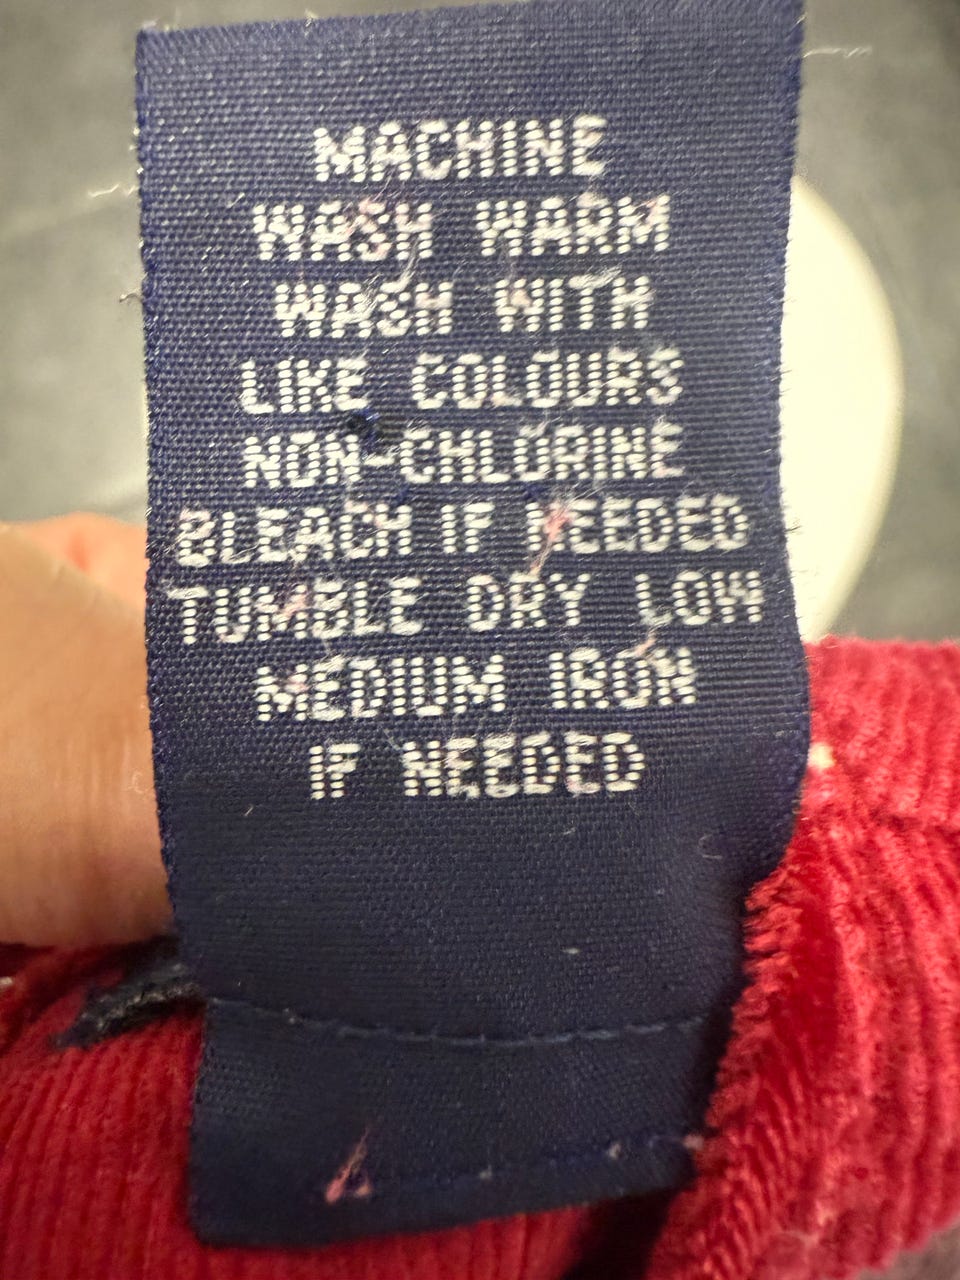 MACHINE
WASH WARM
WASH WITH
LIKE COLOURS
NON-CHLORINE
BLEACH IF NEEDED
TUMBLE DRY LOW
MEDIUM IRON
IF NEEDED